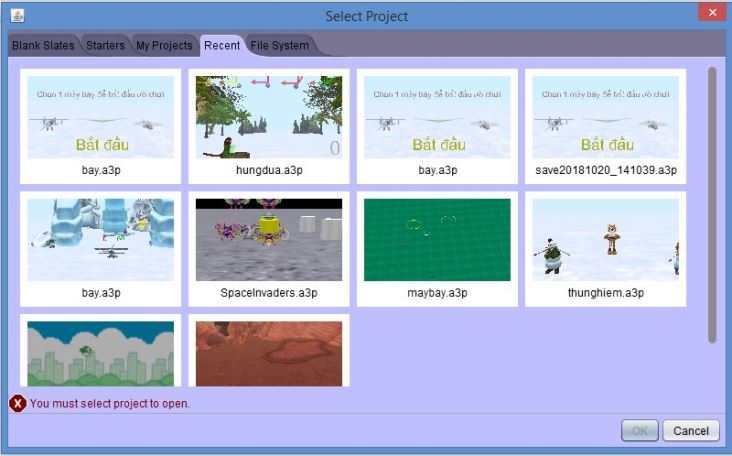 Select Project
Blank Slates
Starters
My Projects
Recent
File System
Chọn 1 máy bay để bắt đầu trò chơi
Bắt đầu
bay.a3p
0
hungdua.a3p
Chọn 1 máy bay để bắt đầu trò chơi
Bắt đầu
bay.a3p
Chọn 1 máy bay để bắt đầu trò chơi
Bắt đầu
save20181020_141039.a3p
bay.a3p
SpaceInvaders.a3p
maybay.a3p
thunghiem.a3p
X You must select project to open.
OK
Cancel